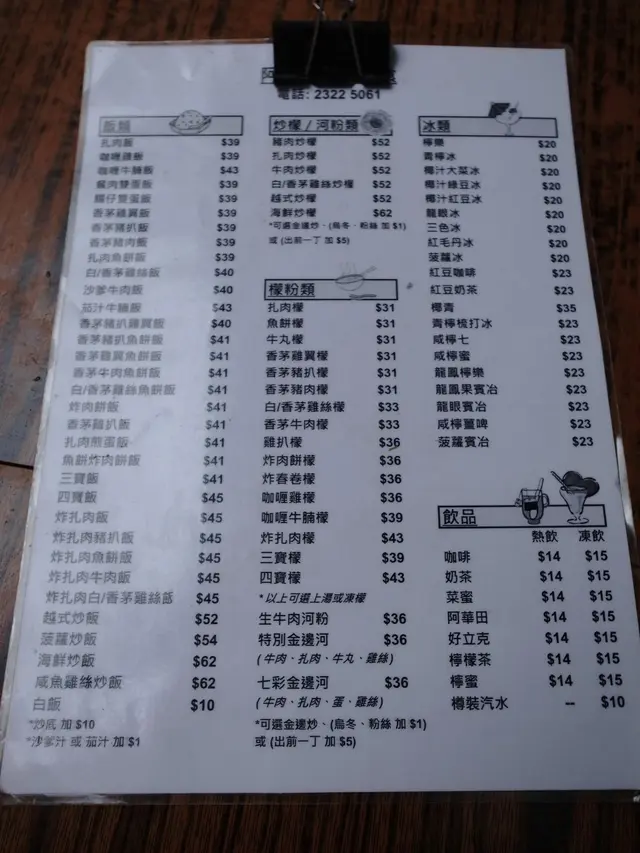 阿
電話: 2322 5061
飯類
扎肉飯 $39
咖喱雞飯 $39
咖喱牛腩飯 $43
餐肉雙蛋飯 $39
腸仔雙蛋飯 $39
香茅雞翼飯 $39
香茅豬扒飯 $39
香茅豬肉飯 $39
扎肉魚餅飯 $39
白/香茅雞絲飯 $40
沙爹牛肉飯 $40
茄汁牛腩飯 $43
香茅豬扒雞翼飯 $40
香茅豬扒魚餅飯 $41
香茅雞翼魚餅飯 $41
香茅牛肉魚餅飯 $41
白/香茅雞絲魚餅飯 $41
炸肉餅飯 $41
香茅雞扒飯 $41
扎肉煎蛋飯 $41
魚餅炸肉餅飯 $41
三寶飯 $41
四寶飯 $45
炸扎肉飯 $45
炸扎肉豬扒飯 $45
炸扎肉魚餅飯 $45
炸扎肉牛肉飯 $45
炸扎肉白/香茅雞絲飯 $45
越式炒飯 $52
菠蘿炒飯 $54
海鮮炒飯 $62
咸魚雞絲炒飯 $62
白飯 $10
*炒底 加 $10
*沙爹汁 或 茄汁 加 $1
炒檬 / 河粉類
豬肉炒檬 $52
扎肉炒檬 $52
牛肉炒檬 $52
白/香茅雞絲炒檬 $52
越式炒檬 $52
海鮮炒檬 $62
*可選金邊炒、(烏冬、粉絲 加 $1)
或 (出前一丁 加 $5)
檬粉類
扎肉檬 $31
魚餅檬 $31
牛丸檬 $31
香茅雞翼檬 $31
香茅豬扒檬 $31
香茅豬肉檬 $31
白/香茅雞絲檬 $33
香茅牛肉檬 $33
雞扒檬 $36
炸肉餅檬 $36
炸春卷檬 $36
咖喱雞檬 $36
咖喱牛腩檬 $39
炸扎肉檬 $43
三寶檬 $39
四寶檬 $43
*以上可選上湯或凍檬
生牛肉河粉 $36
特別金邊河 $36
(牛肉、扎肉、牛丸、雞絲)
七彩金邊河 $36
(牛肉、扎肉、蛋、雞絲)
*可選金邊炒、(烏冬、粉絲 加 $1)
或 (出前一丁 加 $5)
冰類
檸樂 $20
青檸冰 $20
椰汁大菜冰 $20
椰汁綠豆冰 $20
椰汁紅豆冰 $20
龍眼冰 $20
三色冰 $20
紅毛丹冰 $20
菠蘿冰 $20
紅豆咖啡 $23
紅豆奶茶 $23
椰青 $35
青檸梳打冰 $23
咸檸七 $23
咸檸蜜 $23
龍鳳檸樂 $23
龍鳳果賓冶 $23
龍眼賓冶 $23
咸檸薑啤 $23
菠蘿賓冶 $23
飲品
熱飲 凍飲
咖啡 $14 $15
奶茶 $14 $15
菜蜜 $14 $15
阿華田 $14 $15
好立克 $14 $15
檸檬茶 $14 $15
檸蜜 $14 $15
樽裝汽水 -- $10